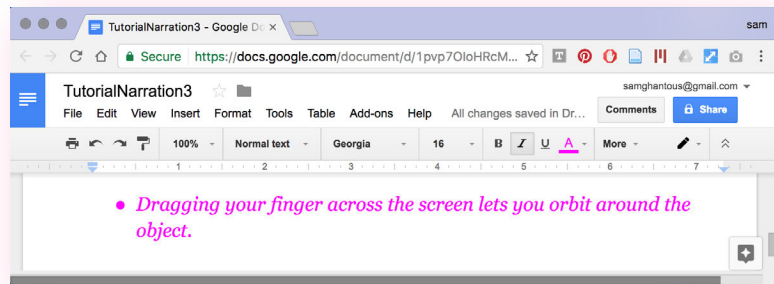 TutorialNarration3 - Google Do
sam
Secure https://docs.google.com/document/d/1pvp7OIoHRcM...
TutorialNarration3
samghantous@gmail.com
File Edit View Insert Format Tools Table Add-ons Help All changes saved in Dr... Comments Share
100% Normal text Georgia 16 B I U A More
1 2 3 4 5 6 7
• Dragging your finger across the screen lets you orbit around the
object.